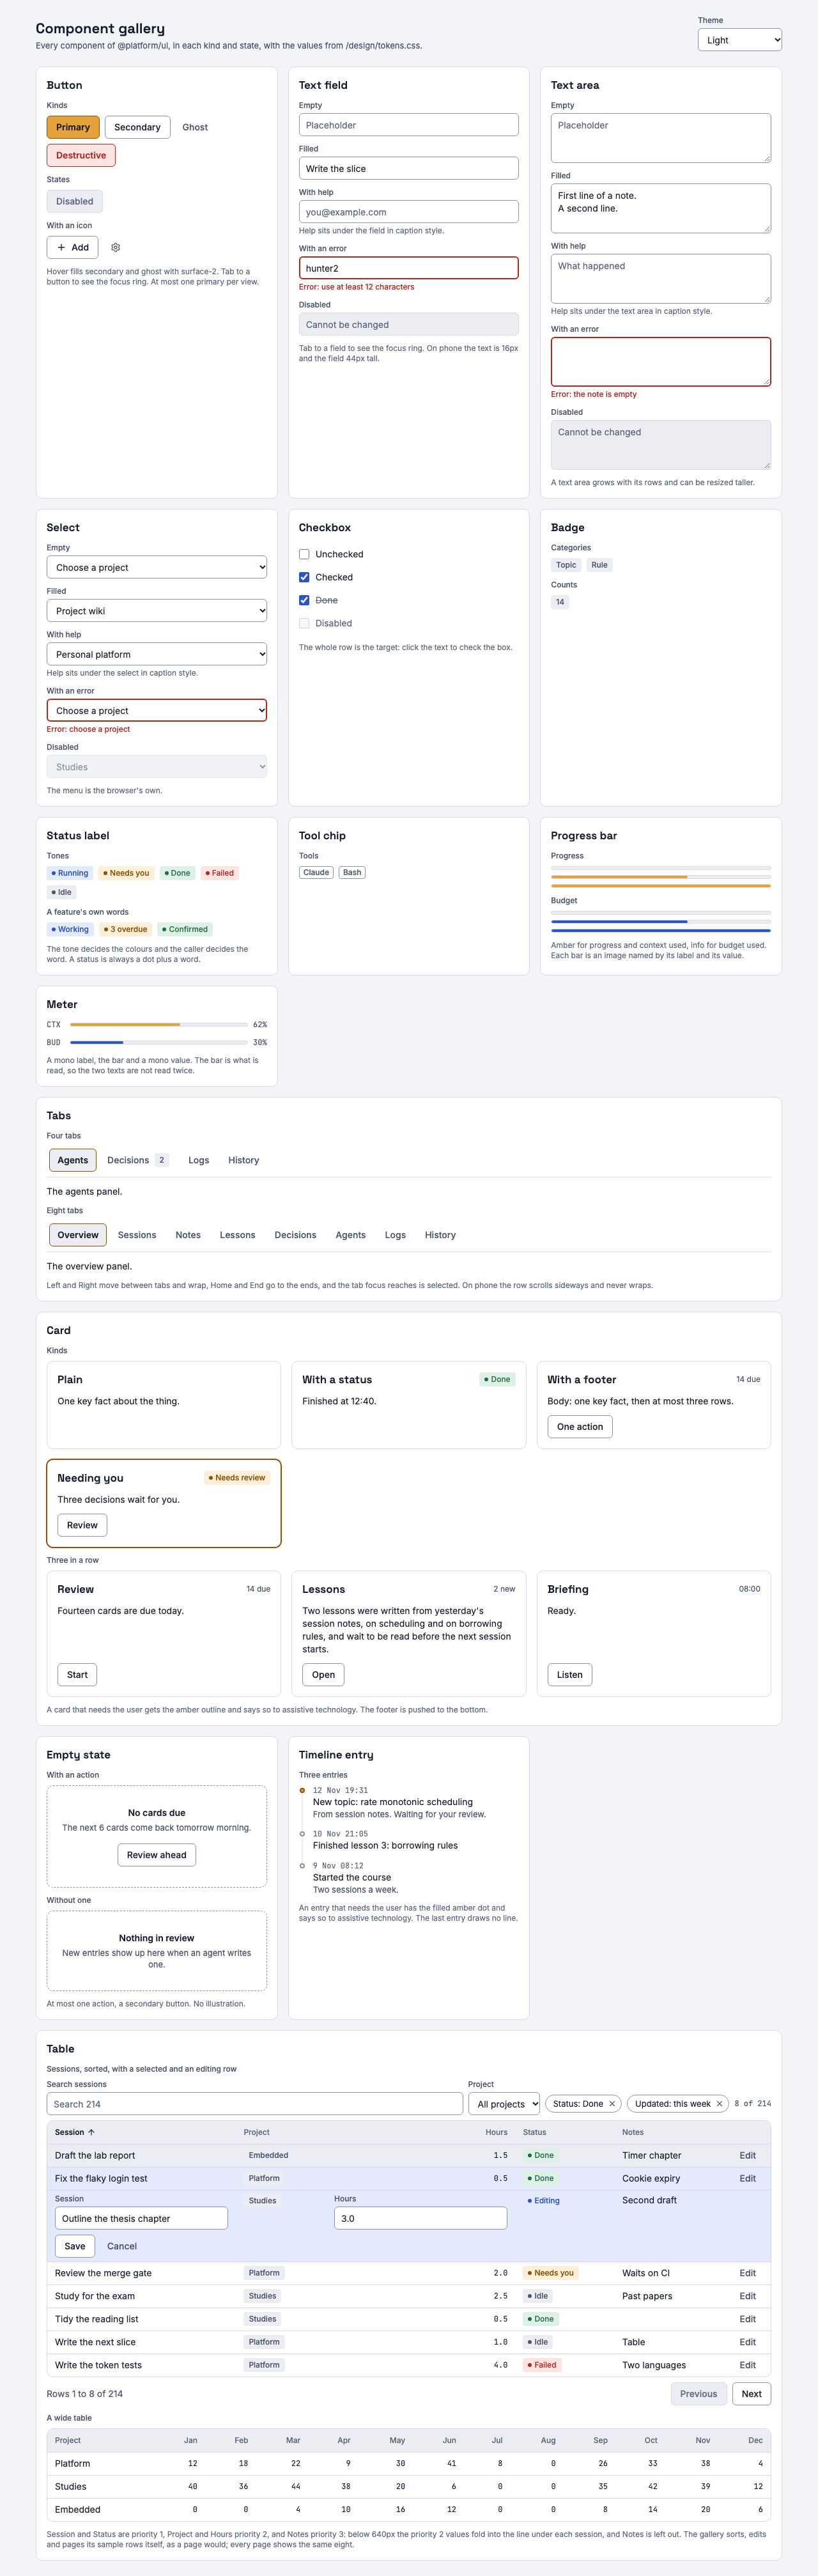 Component gallery
Every component of @platform/ui, in each kind and state, with the values from /design/tokens.css.
Theme
Light
Button
Kinds
Primary
Secondary
Ghost
Destructive
States
Disabled
With an icon
Add
Hover fills secondary and ghost with surface-2. Tab to a
button to see the focus ring. At most one primary per view.
Text field
Empty
Placeholder
Filled
Write the slice
With help
you@example.com
Help sits under the field in caption style.
With an error
hunter2
Error: use at least 12 characters
Disabled
Cannot be changed
Tab to a field to see the focus ring. On phone the text is 16px
and the field 44px tall.
Text area
Empty
Placeholder
Filled
First line of a note.
A second line.
With help
What happened
Help sits under the text area in caption style.
With an error
Error: the note is empty
Disabled
Cannot be changed
A text area grows with its rows and can be resized taller.
Select
Empty
Choose a project
Filled
Project wiki
With help
Personal platform
Help sits under the select in caption style.
With an error
Choose a project
Error: choose a project
Disabled
Studies
The menu is the browser's own.
Checkbox
Unchecked
Checked
Done
Disabled
The whole row is the target: click the text to check the box.
Badge
Categories
Topic Rule
Counts
14
Status label
Tones
Running Needs you Done Failed
Idle
A feature's own words
Working 3 overdue Confirmed
The tone decides the colours and the caller decides the
word. A status is always a dot plus a word.
Tool chip
Tools
Claude Bash
Progress bar
Progress
Budget
Amber for progress and context used, info for budget used.
Each bar is an image named by its label and its value.
Meter
CTX 62%
BUD 30%
A mono label, the bar and a mono value. The bar is what is
read, so the two texts are not read twice.
Tabs
Four tabs
Agents Decisions 2 Logs History
The agents panel.
Eight tabs
Overview Sessions Notes Lessons Decisions Agents Logs History
The overview panel.
Left and Right move between tabs and wrap, Home and End go to the ends, and the tab focus reaches is selected. On phone the row scrolls sideways and never wraps.
Card
Kinds
Plain
One key fact about the thing.
With a status
Done
Finished at 12:40.
With a footer
14 due
Body: one key fact, then at most three rows.
One action
Needing you
Needs review
Three decisions wait for you.
Review
Three in a row
Review
14 due
Fourteen cards are due today.
Start
Lessons
2 new
Two lessons were written from yesterday's
session notes, on scheduling and on borrowing
rules, and wait to be read before the next session
starts.
Open
Briefing
08:00
Ready.
Listen
A card that needs the user gets the amber outline and says so to assistive technology. The footer is pushed to the bottom.
Empty state
With an action
No cards due
The next 6 cards come back tomorrow morning.
Review ahead
Without one
Nothing in review
New entries show up here when an agent writes
one.
At most one action, a secondary button. No illustration.
Timeline entry
Three entries
12 Nov 19:31
New topic: rate monotonic scheduling
From session notes. Waiting for your review.
10 Nov 21:05
Finished lesson 3: borrowing rules
9 Nov 08:12
Started the course
Two sessions a week.
An entry that needs the user has the filled amber dot and
says so to assistive technology. The last entry draws no line.
Table
Sessions, sorted, with a selected and an editing row
Search sessions
Search 214
Project
All projects
Status: Done
Updated: this week
8 of 214
Session Project Hours Status Notes
Draft the lab report Embedded 1.5 Done Timer chapter Edit
Fix the flaky login test Platform 0.5 Done Cookie expiry Edit
Session
Outline the thesis chapter
Studies
Hours
3.0
Editing
Second draft
Save Cancel
Review the merge gate Platform 2.0 Needs you Waits on CI Edit
Study for the exam Studies 2.5 Idle Past papers Edit
Tidy the reading list Studies 0.5 Done Edit
Write the next slice Platform 1.0 Idle Table Edit
Write the token tests Platform 4.0 Failed Two languages Edit
Rows 1 to 8 of 214
Previous Next
A wide table
Project Jan Feb Mar Apr May Jun Jul Aug Sep Oct Nov Dec
Platform 12 18 22 9 30 41 8 0 26 33 38 4
Studies 40 36 44 38 20 6 0 0 35 42 39 12
Embedded 0 0 4 10 16 12 0 0 8 14 20 6
Session and Status are priority 1, Project and Hours priority 2, and Notes priority 3: below 640px the priority 2 values fold into the line under each session, and Notes is left out. The gallery sorts, edits
and pages its sample rows itself, as a page would; every page shows the same eight.